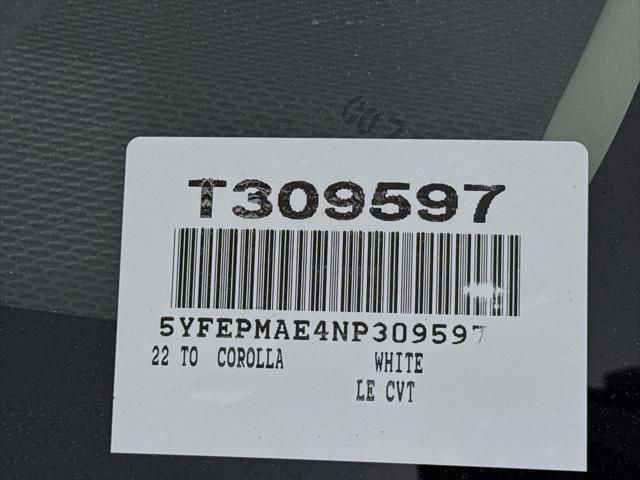 T309597
5YFEPMAE4NP309597
22 TO COROLLA WHITE
LE CVT